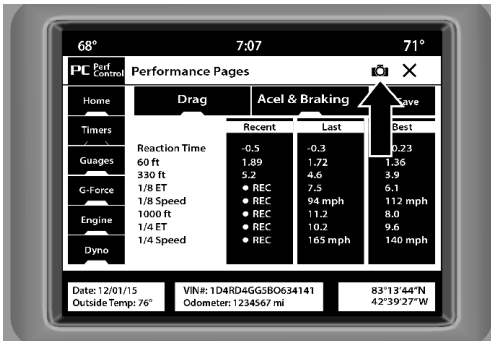 68° 7:07 71°
PC Perf Control Performance Pages
Home Drag Acel & Braking ave
Timers Recent Last Best
Reaction Time -0.5 -0.3 0.23
60 ft 1.89 1.72 1.36
Guages 330 ft 5.2 4.6 3.9
1/8 ET ● REC 7.5 6.1
G-Force 1/8 Speed ● REC 94 mph 112 mph
1000 ft ● REC 11.2 8.0
Engine 1/4 ET ● REC 10.2 9.6
1/4 Speed ● REC 165 mph 140 mph
Dyno
Date: 12/01/15 VIN#: 1D4RD4GG5BO634141 83°13'44"N
Outside Temp: 76° Odometer: 1234567 mi 42°39'27"W